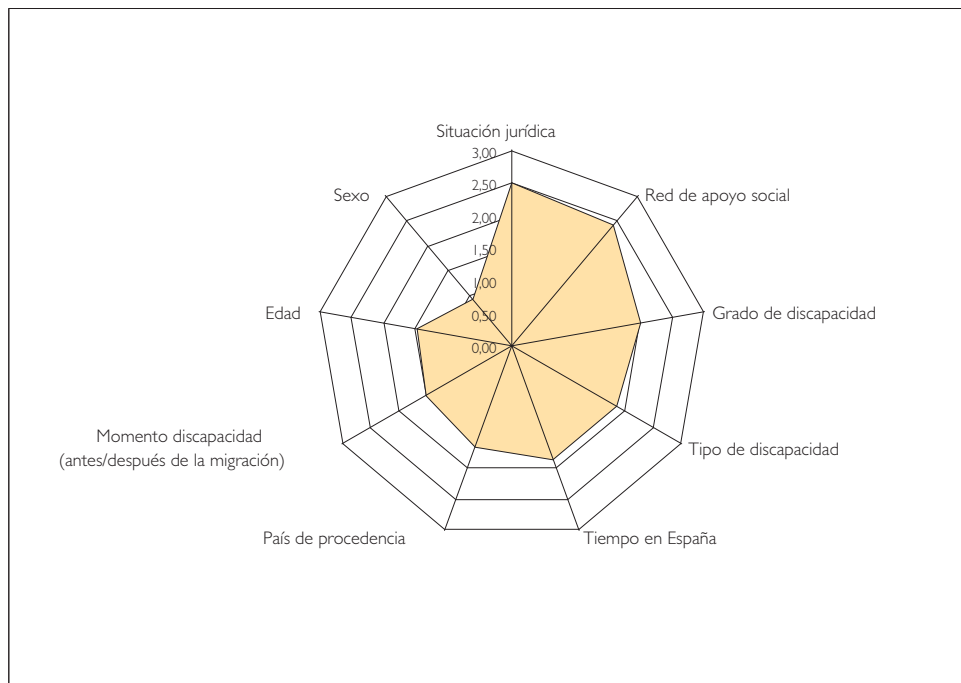 Situación jurídica
3,00
2,50
2,00
1,50
1,00
0,50
0,00
Red de apoyo social
Grado de discapacidad
Tipo de discapacidad
Tiempo en España
País de procedencia
Momento discapacidad
(antes/después de la migración)
Edad
Sexo